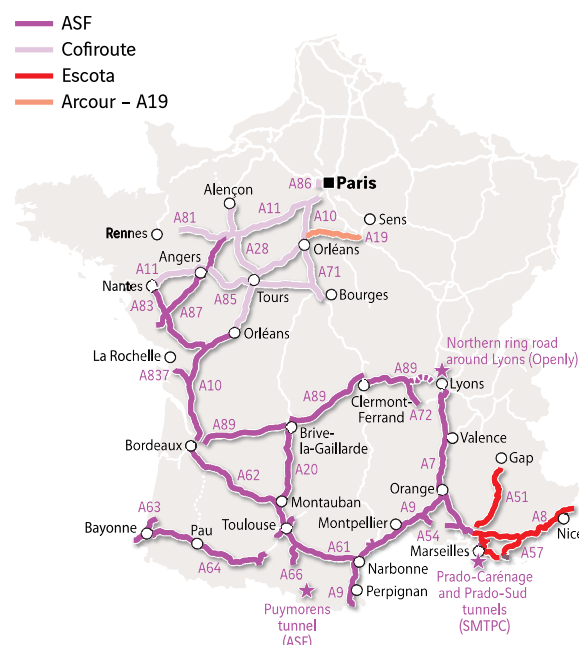 ASF
Cofiroute
Escota
Arcour – A19
A86
Paris
Alençon
A11
A10
Sens
A81
Rennes
A19
A28
Orléans
Angers
A11
A71
Nantes
A85
Tours
Bourges
A83
A87
Orléans
Northern ring road
around Lyons (Openly)
La Rochelle
A89
A837
Lyons
A10
A89
Clermont-
Ferrand
A72
A89
Brive-
la-Gaillarde
Valence
Bordeaux
Gap
A62
A20
A7
Orange
A51
Montauban
A63
A9
Toulouse
Montpellier
A8
Bayonne
Pau
A54
Nice
A61
Marseilles
A57
A64
Narbonne
A66
A9
Perpignan
Prado-Carénage
and Prado-Sud
tunnels
(SMTPC)
Puymorens
tunnel
(ASF)